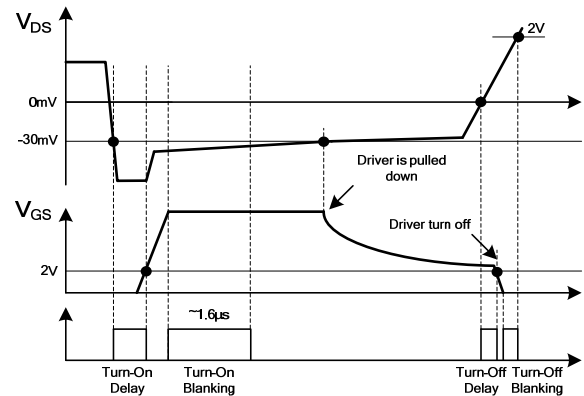 VDS
2V
0mV
-30mV
Driver is pulled
down
VGS
Driver turn off
2V
~1.6µs
Turn-On
Delay
Turn-On
Blanking
Turn-Off
Delay
Turn-Off
Blanking